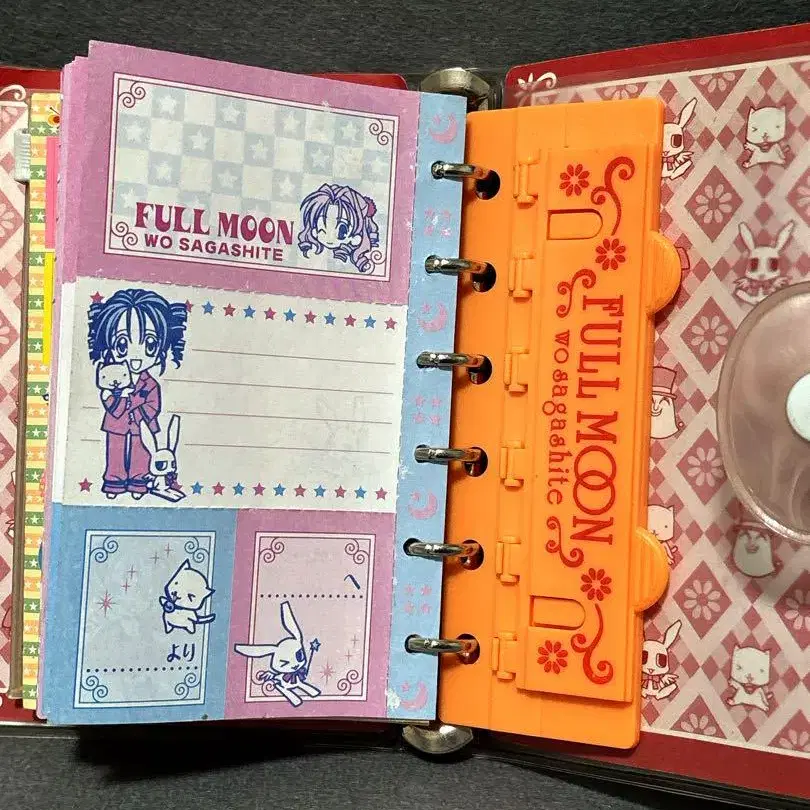 FULL MOON
WO SAGASHITE
より
へ
FULL MOON
wo sagashite